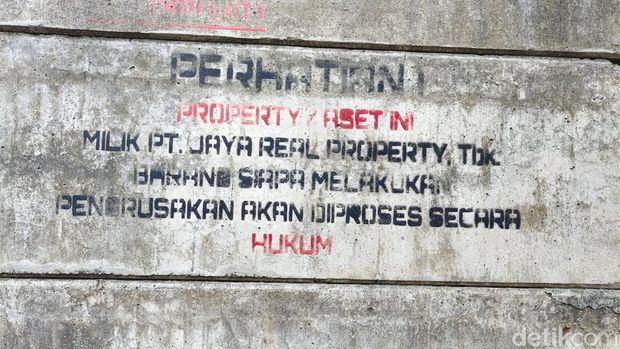 PROPERTY
PERHATIAN !
PROPERTY / ASET INI
MILIK PT. JAYA REAL PROPERTY, Tbk.
BARANG SIAPA MELAKUKAN
PENGRUSAKAN AKAN DIPROSES SECARA
HUKUM
detikcom